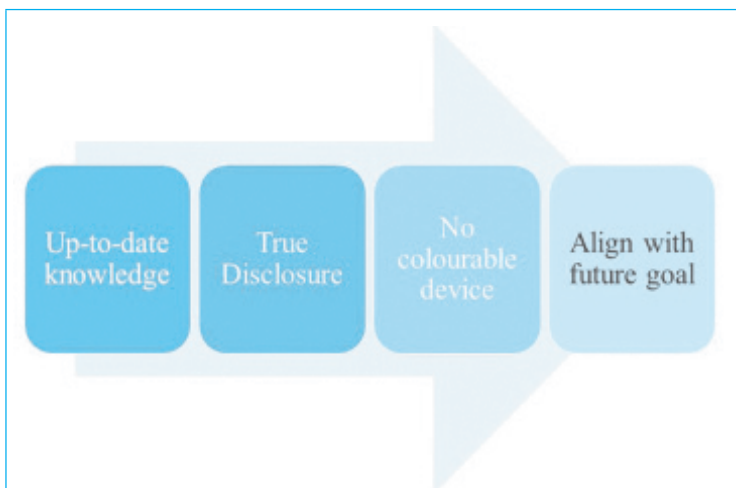 Up-to-date
knowledge
True
Disclosure
No
colourable
device
Align with
future goal